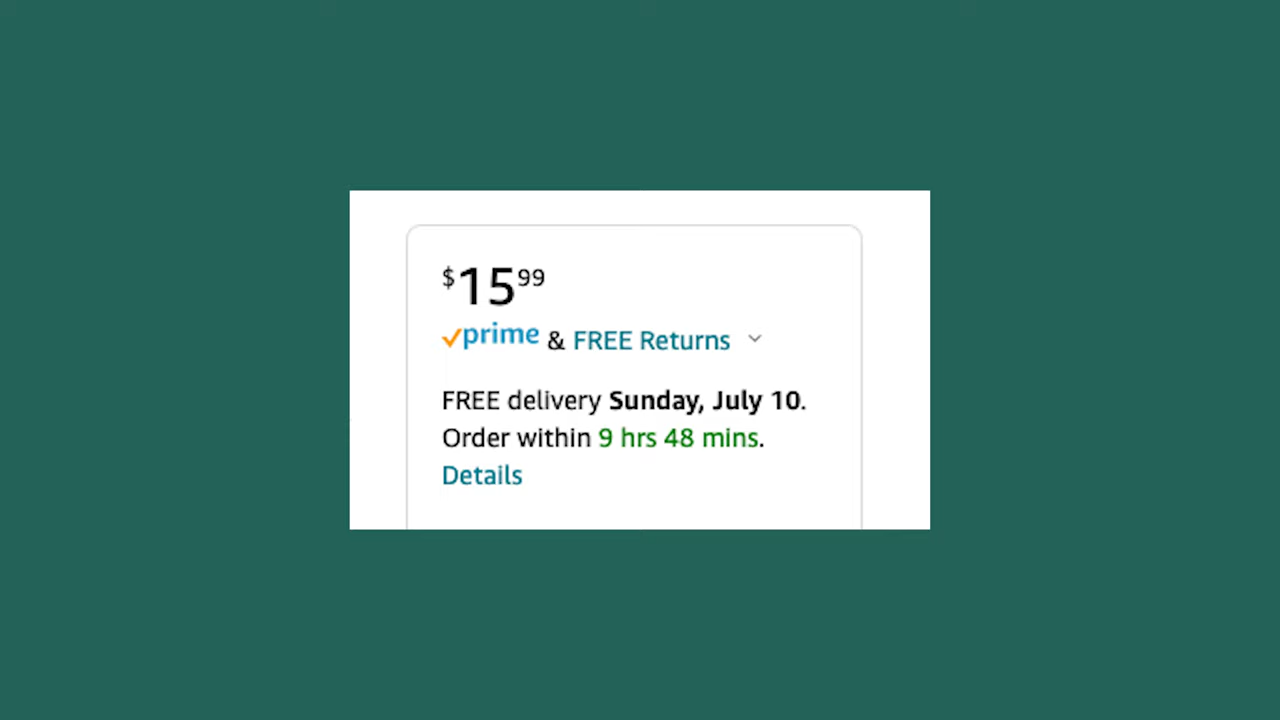 $15.99
prime & FREE Returns
FREE delivery Sunday, July 10.
Order within 9 hrs 48 mins.
Details